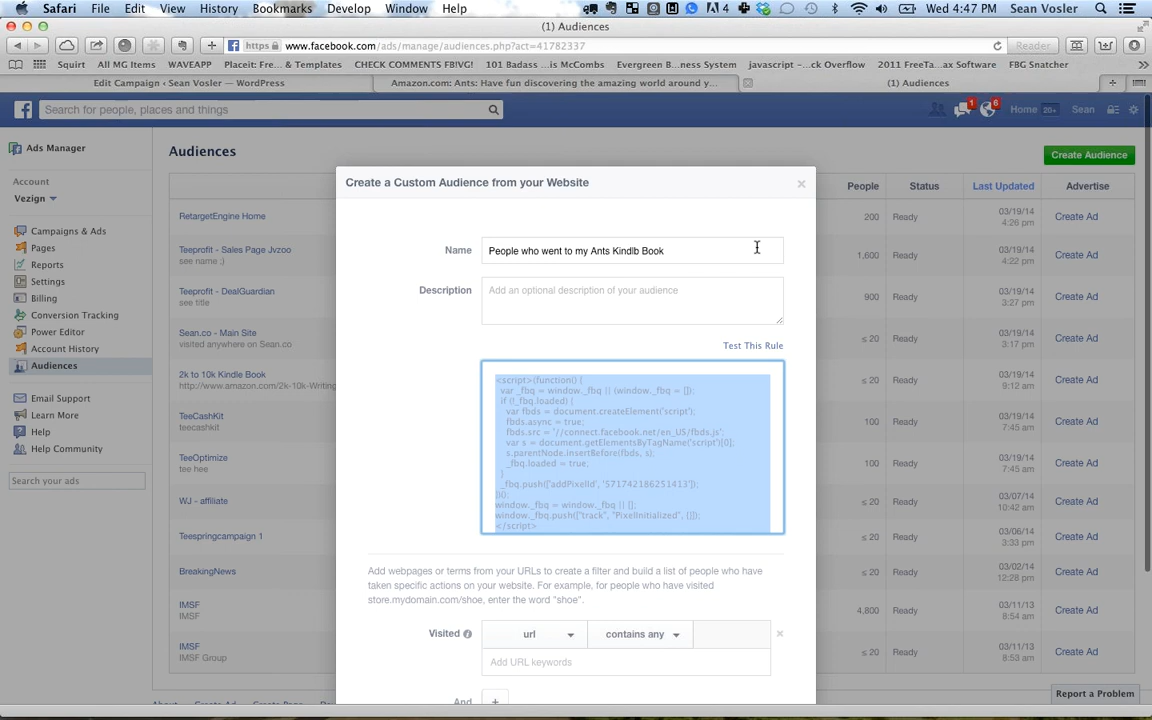 Safari File Edit View History Bookmarks Develop Window Help
4 Wed 4:47 PM Sean Vosler
(1) Audiences
https www.facebook.com/ads/manage/audiences.php?act=41782337
Reader
Squirt All MG Items WAVEAPP Placeit: Fre... & Templates CHECK COMMENTS FBIVG! 101 Badass ...is McCombs Evergreen B...ness System javascript -...ck Overflow 2011 FreeTa...ax Software FBG Snatcher
Edit Campaign ‹ Sean Vosler — WordPress
Amazon.com: Ants: Have fun discovering the amazing world around y...
(1) Audiences
Search for people, places and things
1 6 Home 20+ Sean
Ads Manager
Account
Vezign
Campaigns & Ads
Pages
Reports
Settings
Billing
Conversion Tracking
Power Editor
Account History
Audiences
Email Support
Learn More
Help
Help Community
Search your ads
Audiences
Create Audience
People Status Last Updated Advertise
RetargetEngine Home
200 Ready 03/19/14 Create Ad
4:26 pm
Teeprofit - Sales Page Jvzoo
see name ;)
1,600 Ready 03/19/14 Create Ad
4:22 pm
Teeprofit - DealGuardian
see title
900 Ready 03/19/14 Create Ad
3:27 pm
Sean.co - Main Site
visited anywhere on Sean.co
≤ 20 Ready 03/19/14 Create Ad
3:17 pm
2k to 10k Kindle Book
http://www.amazon.com/2k-10k-Writing
≤ 20 Ready 03/19/14 Create Ad
9:12 am
TeeCashKit
teecashkit
100 Ready 03/19/14 Create Ad
7:45 am
TeeOptimize
tee hee
100 Ready 03/19/14 Create Ad
7:45 am
WJ - affiliate
≤ 20 Ready 03/07/14 Create Ad
10:42 am
Teespringcampaign 1
≤ 20 Ready 03/06/14 Create Ad
3:33 pm
BreakingNews
≤ 20 Ready 03/02/14 Create Ad
12:28 pm
IMSF
IMSF
4,800 Ready 03/11/13 Create Ad
8:54 am
IMSF
IMSF Group
≤ 20 Ready 03/11/13 Create Ad
8:53 am
Create a Custom Audience from your Website
Name People who went to my Ants Kindlb Book
Description Add an optional description of your audience
Test This Rule
<script>(function() {
var _fbq = window._fbq || (window._fbq = []);
if (!_fbq.loaded) {
var fbds = document.createElement('script');
fbds.async = true;
fbds.src = '//connect.facebook.net/en_US/fbds.js';
var s = document.getElementsByTagName('script')[0];
s.parentNode.insertBefore(fbds, s);
_fbq.loaded = true;
}
_fbq.push(['addPixelId', '571742186251413']);
})();
window._fbq = window._fbq || [];
window._fbq.push(["track", "PixelInitialized", {}]);
</script>
Add webpages or terms from your URLs to create a filter and build a list of people who have
taken specific actions on your website. For example, for people who have visited
store.mydomain.com/shoe, enter the word "shoe".
Visited url contains any
Add URL keywords
And +
Report a Problem